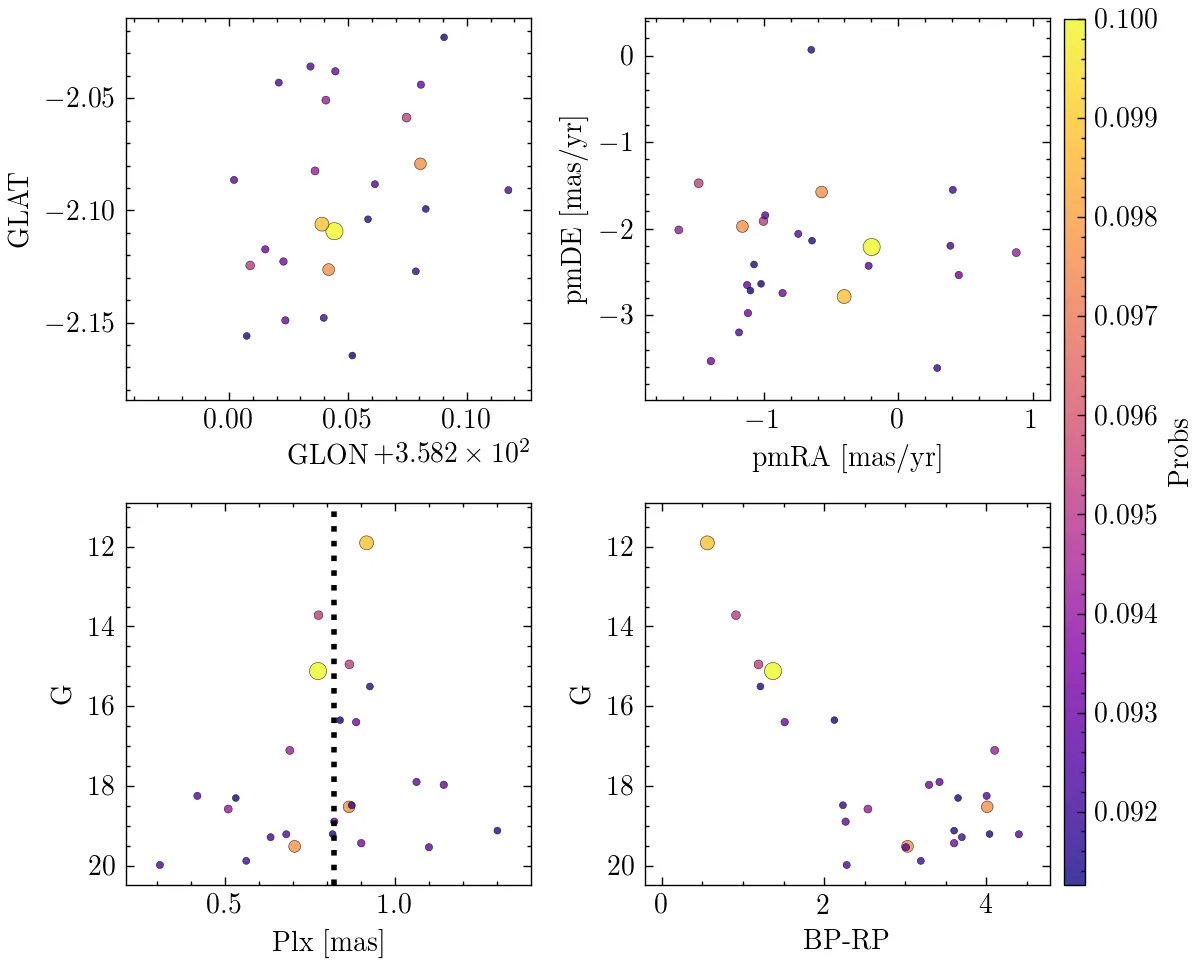 GLAT
−2.05
−2.10
−2.15
0.00 0.05 0.10
GLON +3.582 × 10²
pmDE [mas/yr]
0
−1
−2
−3
−1 0 1
pmRA [mas/yr]
G
12
14
16
18
20
0.5 1.0
Plx [mas]
G
12
14
16
18
20
0 2 4
BP-RP
0.100
0.099
0.098
0.097
0.096
0.095
0.094
0.093
0.092
Probs